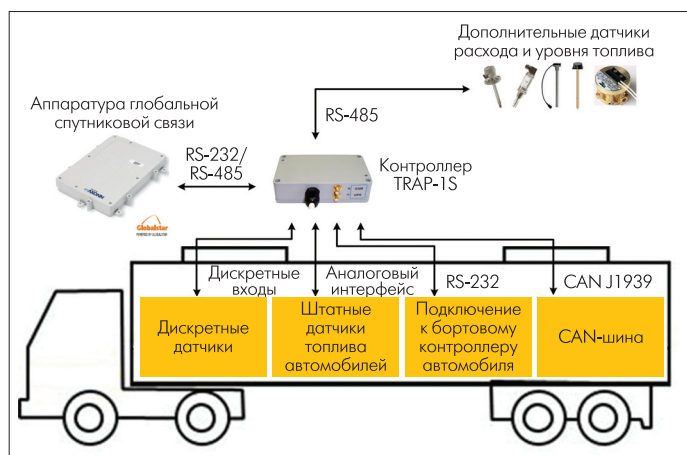 Дополнительные датчики
расхода и уровня топлива
Аппаратура глобальной
спутниковой связи
RS-485
RS-232/
RS-485
Контроллер
TRAP-1S
Globalstar
Дискретные
входы
Аналоговый
интерфейс
RS-232
CAN J1939
Дискретные
датчики
Штатные
датчики
топлива
автомобилей
Подключение
к бортовому
контроллеру
автомобиля
CAN-шина